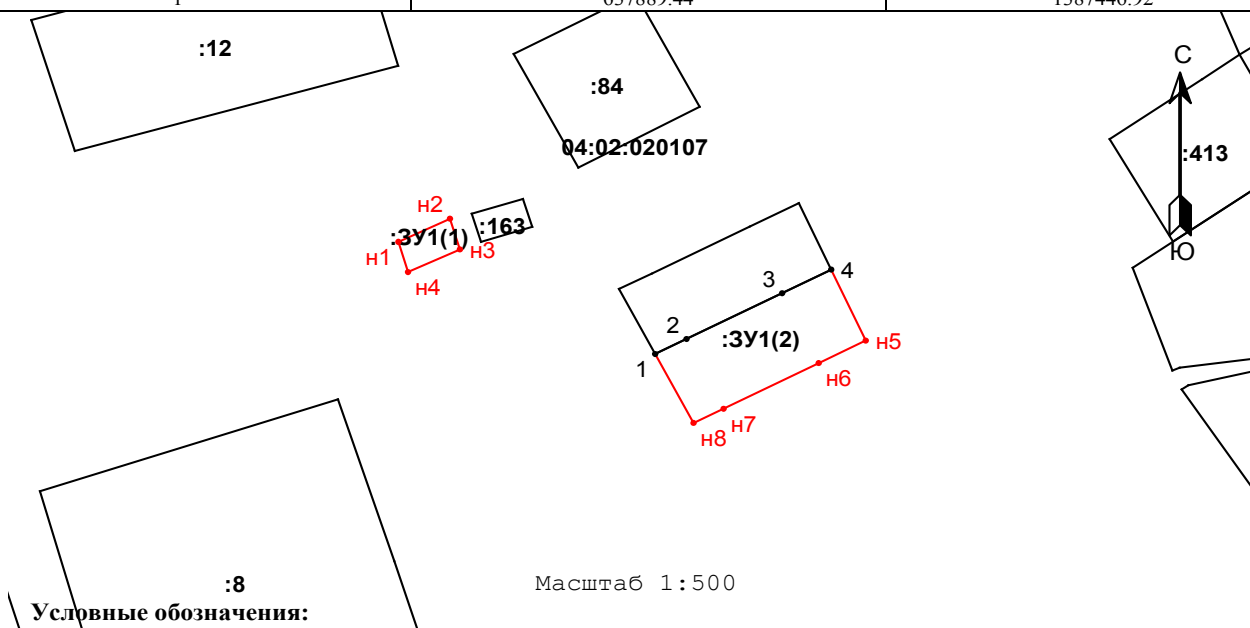 :12
:84
С
04:02:020107
:413
н2
:163
:ЗУ1(1)
н1
н3
Ю
н4
4
3
2
:ЗУ1(2)
н5
1
н6
н7
н8
:8
Масштаб 1:500
Условные обозначения: